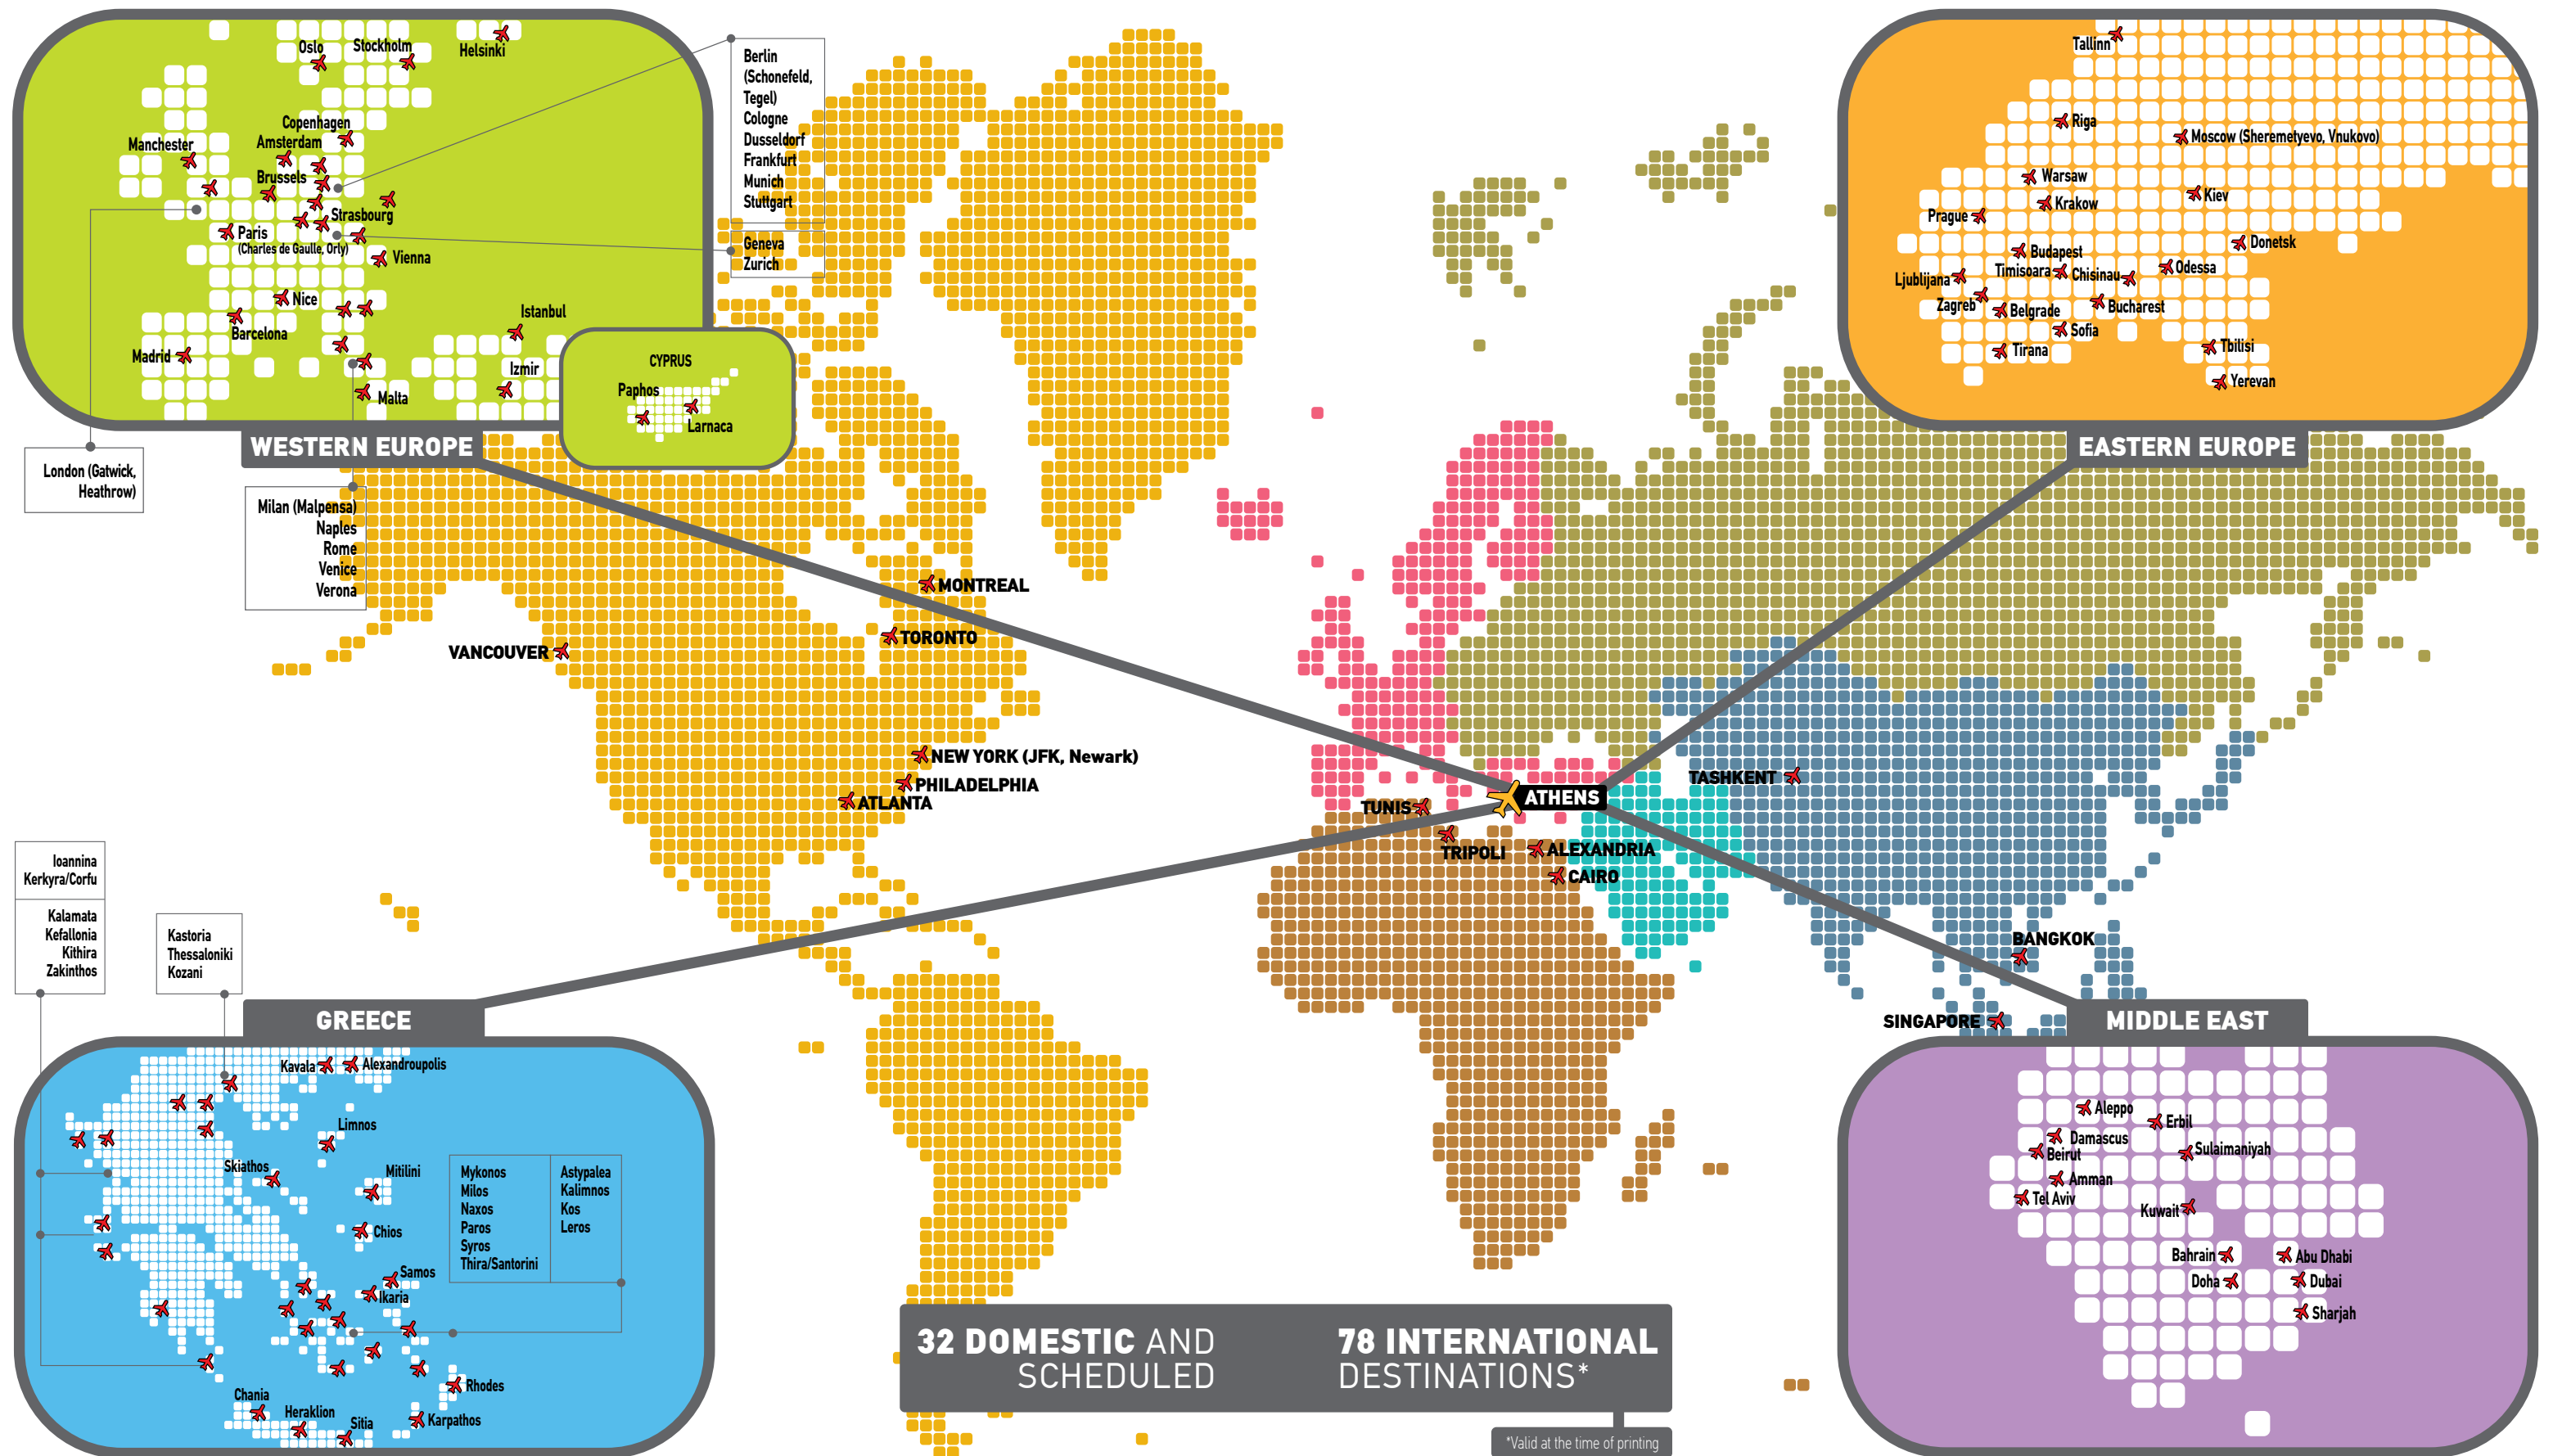 Oslo
Stockholm
Helsinki
Copenhagen
Manchester
Amsterdam
Brussels
Strasbourg
Paris
(Charles de Gaulle, Orly)
Vienna
Nice
Barcelona
Istanbul
Madrid
Izmir
Malta
CYPRUS
Paphos
Larnaca
WESTERN EUROPE
Berlin
(Schonefeld,
Tegel)
Cologne
Dusseldorf
Frankfurt
Munich
Stuttgart
Geneva
Zurich
London (Gatwick,
Heathrow)
Milan (Malpensa)
Naples
Rome
Venice
Verona
Tallinn
Riga
Moscow (Sheremetyevo, Vnukovo)
Warsaw
Kiev
Krakow
Prague
Donetsk
Budapest
Timisoara
Chisinau
Odessa
Ljublijana
Zagreb
Belgrade
Bucharest
Sofia
Tirana
Tbilisi
Yerevan
EASTERN EUROPE
MONTREAL
TORONTO
VANCOUVER
NEW YORK (JFK, Newark)
PHILADELPHIA
ATLANTA
TASHKENT
ATHENS
TUNIS
TRIPOLI
ALEXANDRIA
CAIRO
BANGKOK
SINGAPORE
Ioannina
Kerkyra/Corfu
Kalamata
Kefallonia
Kithira
Zakinthos
Kastoria
Thessaloniki
Kozani
GREECE
Kavala
Alexandroupolis
Limnos
Skiathos
Mitilini
Chios
Mykonos
Milos
Naxos
Paros
Syros
Thira/Santorini
Astypalea
Kalimnos
Kos
Leros
Samos
Ikaria
Rhodes
Chania
Heraklion
Sitia
Karpathos
MIDDLE EAST
Aleppo
Erbil
Damascus
Beirut
Sulaimaniyah
Amman
Tel Aviv
Kuwait
Bahrain
Abu Dhabi
Doha
Dubai
Sharjah
32 DOMESTIC AND
SCHEDULED
78 INTERNATIONAL
DESTINATIONS*
*Valid at the time of printing